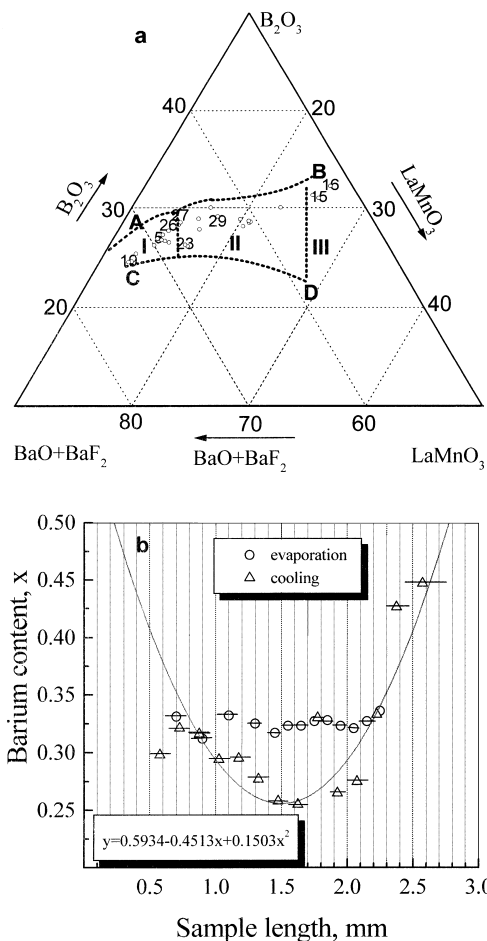 a
B₂O₃
40
20
B₂O₃
LaMnO₃
30
30
A
B
27
26
29
16
15
I
5
23
II
III
19
C
D
20
40
80
70
60
BaO+BaF₂
BaO+BaF₂
LaMnO₃
b
evaporation
cooling
Barium content, x
0.50
0.45
0.40
0.35
0.30
0.25
y=0.5934-0.4513x+0.1503x²
0.5
1.0
1.5
2.0
2.5
3.0
Sample length, mm